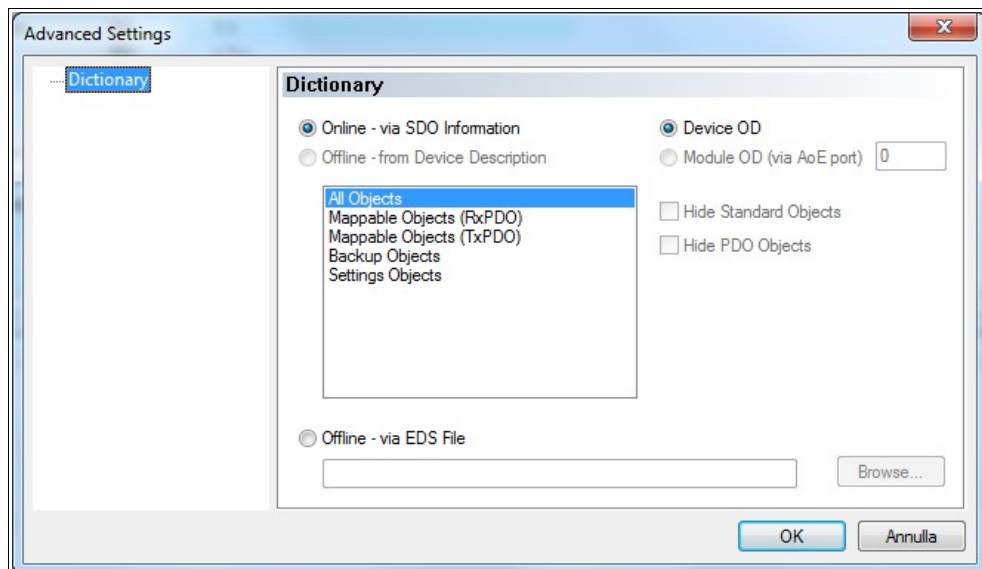 Advanced Settings
Dictionary
Dictionary
Online - via SDO Information
Offline - from Device Description
All Objects
Mappable Objects (RxPDO)
Mappable Objects (TxPDO)
Backup Objects
Settings Objects
Device OD
Module OD (via AoE port) 0
Hide Standard Objects
Hide PDO Objects
Offline - via EDS File
Browse...
OK Annulla